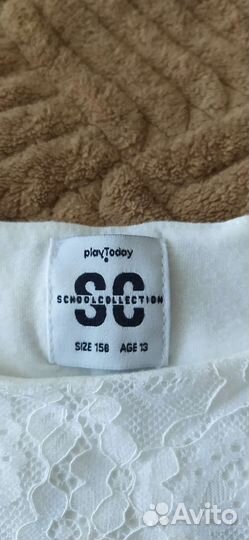 playToday
SC
SCHOOLCOLLECTION
SIZE 158 AGE 13
Avito